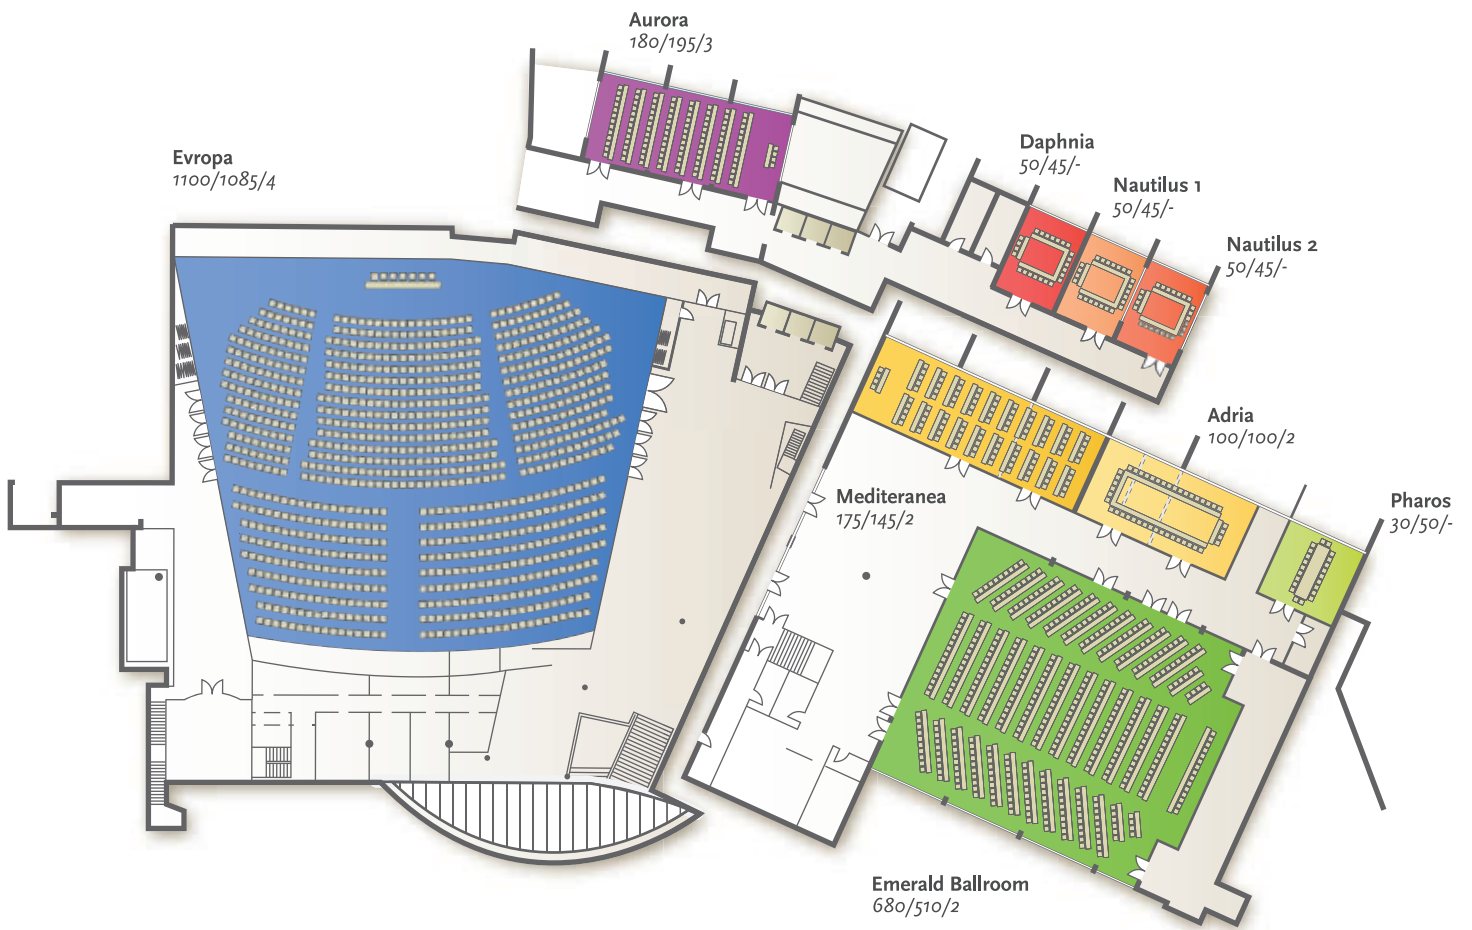 Aurora
180/195/3
Evropa
1100/1085/4
Daphnia
50/45/-
Nautilus 1
50/45/-
Nautilus 2
50/45/-
Adria
100/100/2
Mediteranea
175/145/2
Pharos
30/50/-
Emerald Ballroom
680/510/2